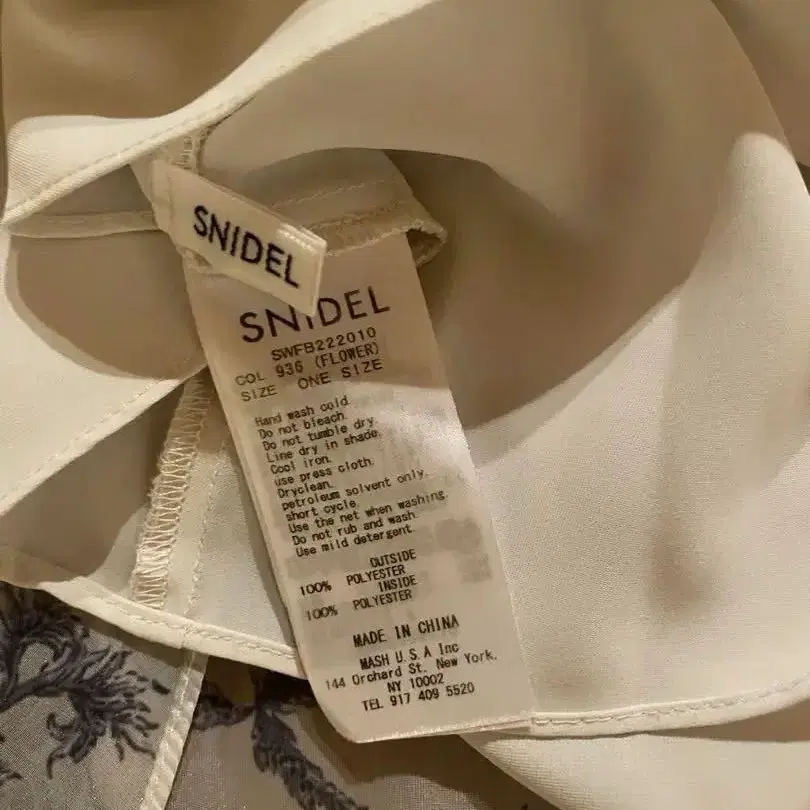 SNIDEL
SNIDEL
SWFB222010
COL 936 (FLOWER)
SIZE ONE SIZE
Hand wash cold.
Do not bleach.
Do not tumble dry.
Line dry in shade.
Cool iron.
use press cloth.
Dryclean.
petroleum solvent only.
short cycle.
Use the net when washing.
Do not rub and wash.
Use mild detergent.
OUTSIDE
100% POLYESTER
INSIDE
100% POLYESTER
MADE IN CHINA
MASH U.S.A Inc
144 Orchard St. New York,
NY 10002
TEL 917 409 5520